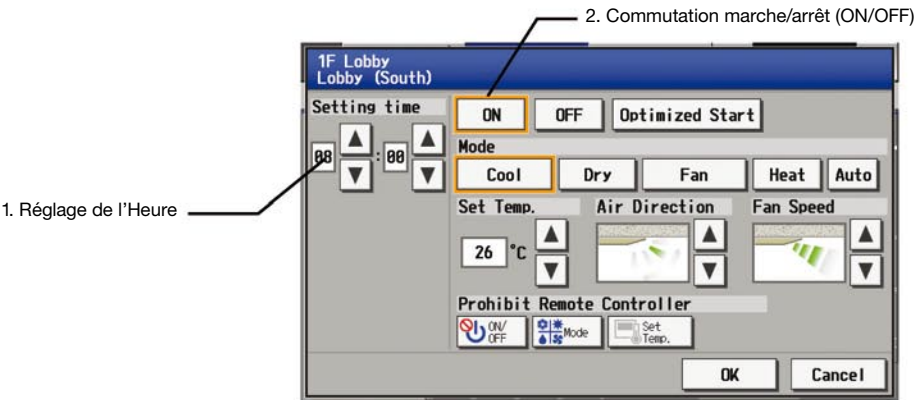 2. Commutation marche/arrêt (ON/OFF)
1F Lobby
Lobby (South)
Setting time
ON OFF Optimized Start
08 : 00
Mode
Cool Dry Fan Heat Auto
1. Réglage de l’Heure
Set Temp. Air Direction Fan Speed
26 °C
Prohibit Remote Controller
ON/OFF Mode Set Temp.
OK Cancel